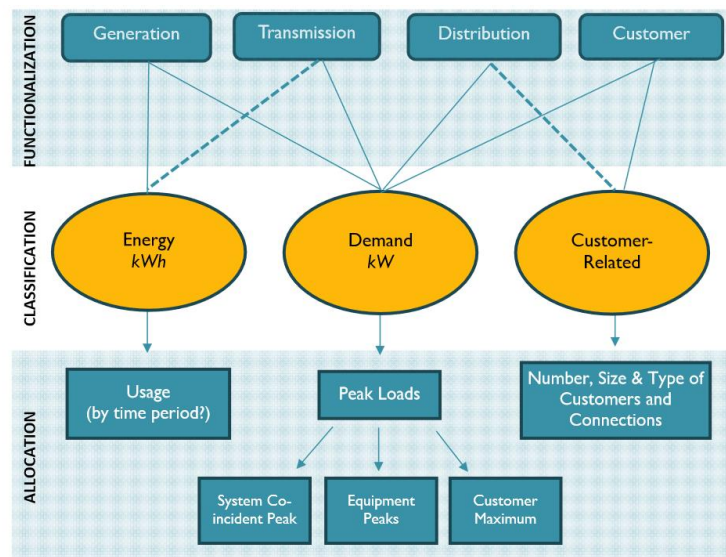 FUNCTIONALIZATION
Generation
Transmission
Distribution
Customer
CLASSIFICATION
Energy
kWh
Demand
kW
Customer-
Related
ALLOCATION
Usage
(by time period?)
Peak Loads
Number, Size & Type of
Customers and
Connections
System Co-
incident Peak
Equipment
Peaks
Customer
Maximum